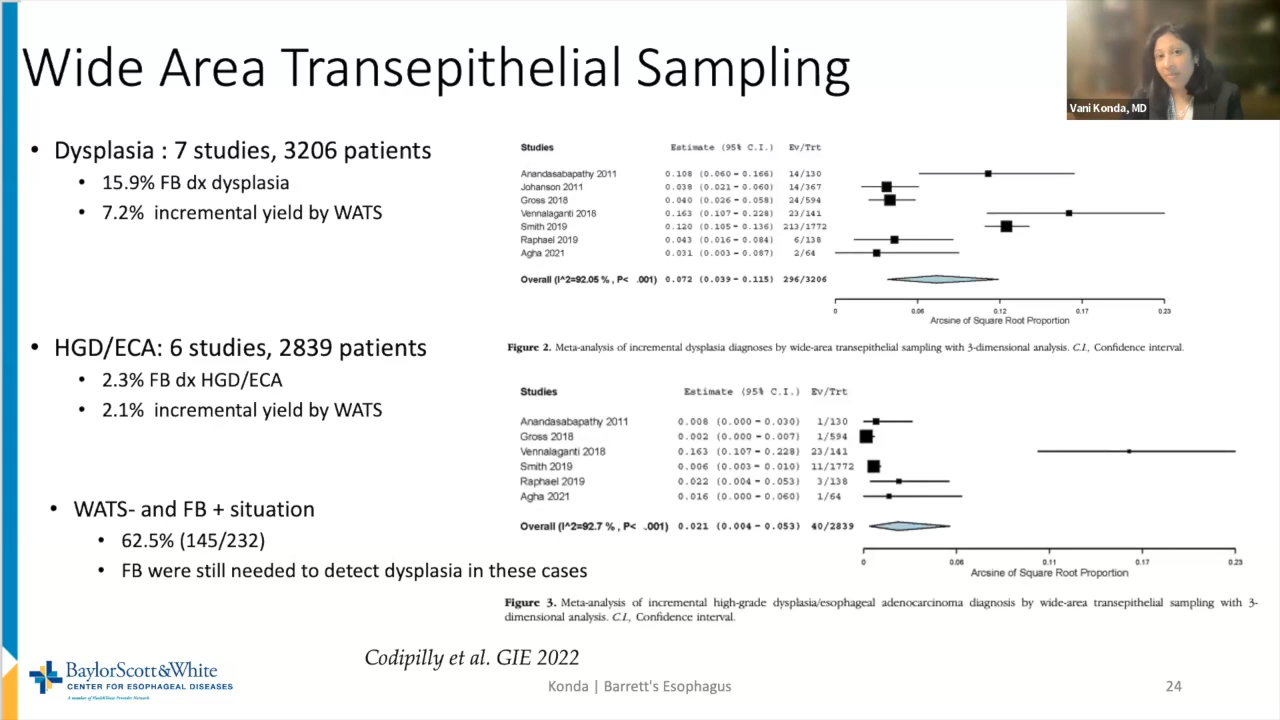 Wide Area Transepithelial Sampling
Vani Konda, MD
• Dysplasia : 7 studies, 3206 patients
• 15.9% FB dx dysplasia
• 7.2% incremental yield by WATS
• HGD/ECA: 6 studies, 2839 patients
• 2.3% FB dx HGD/ECA
• 2.1% incremental yield by WATS
• WATS- and FB + situation
• 62.5% (145/232)
• FB were still needed to detect dysplasia in these cases
Studies Estimate (95% C.I.) Ev/Trt
Anandasabapathy 2011 0.108 (0.060 - 0.166) 14/130
Johanson 2011 0.038 (0.021 - 0.060) 14/367
Gross 2018 0.040 (0.026 - 0.058) 24/594
Vennalaganti 2018 0.163 (0.107 - 0.228) 23/141
Smith 2019 0.120 (0.105 - 0.136) 213/1772
Raphael 2019 0.043 (0.016 - 0.084) 6/138
Agha 2021 0.031 (0.003 - 0.087) 2/64
Overall (I^2=92.05 % , P< .001) 0.072 (0.039 - 0.115) 296/3206
0 0.06 0.12 0.17 0.23
Arcsine of Square Root Proportion
Figure 2. Meta-analysis of incremental dysplasia diagnoses by wide-area transepithelial sampling with 3-dimensional analysis. C.I., Confidence interval.
Studies Estimate (95% C.I.) Ev/Trt
Anandasabapathy 2011 0.008 (0.000 - 0.030) 1/130
Gross 2018 0.002 (0.000 - 0.007) 1/594
Vennalaganti 2018 0.163 (0.107 - 0.228) 23/141
Smith 2019 0.006 (0.003 - 0.010) 11/1772
Raphael 2019 0.022 (0.004 - 0.053) 3/138
Agha 2021 0.016 (0.000 - 0.060) 1/64
Overall (I^2=92.7 % , P< .001) 0.021 (0.004 - 0.053) 40/2839
0 0.06 0.11 0.17 0.23
Arcsine of Square Root Proportion
Figure 3. Meta-analysis of incremental high-grade dysplasia/esophageal adenocarcinoma diagnosis by wide-area transepithelial sampling with 3-
dimensional analysis. C.I., Confidence interval.
Codipilly et al. GIE 2022
BaylorScott&White
CENTER FOR ESOPHAGEAL DISEASES
A member of HealthTexas Provider Network
Konda | Barrett's Esophagus
24